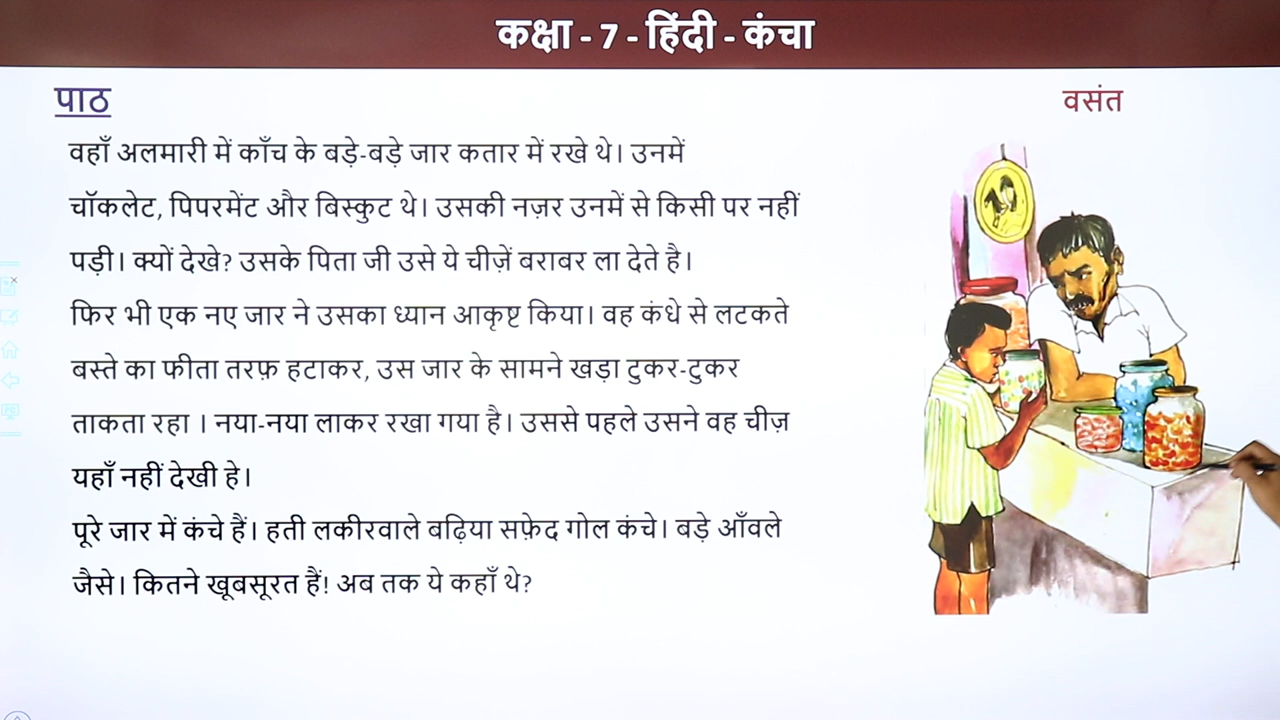 कक्षा - 7 - हिंदी - कंचा
पाठ
वसंत
वहाँ अलमारी में काँच के बड़े-बड़े जार कतार में रखे थे। उनमें
चॉकलेट, पिपरमेंट और बिस्कुट थे। उसकी नज़र उनमें से किसी पर नहीं
पड़ी। क्यों देखे? उसके पिता जी उसे ये चीज़ें बराबर ला देते है।
फिर भी एक नए जार ने उसका ध्यान आकृष्ट किया। वह कंधे से लटकते
बस्ते का फीता तरफ़ हटाकर, उस जार के सामने खड़ा टुकर-टुकर
ताकता रहा । नया-नया लाकर रखा गया है। उससे पहले उसने वह चीज़
यहाँ नहीं देखी हे।
पूरे जार में कंचे हैं। हती लकीरवाले बढ़िया सफ़ेद गोल कंचे। बड़े आँवले
जैसे। कितने खूबसूरत हैं! अब तक ये कहाँ थे?